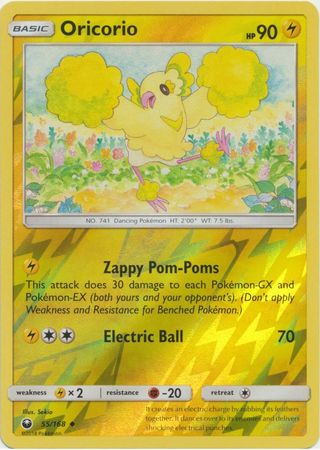 BASIC
Oricorio
HP 90
NO. 741 Dancing Pokémon HT: 2'00" WT: 7.5 lbs.
Zappy Pom-Poms
This attack does 30 damage to each Pokémon-GX and
Pokémon-EX (both yours and your opponent's). (Don't apply
Weakness and Resistance for Benched Pokémon.)
Electric Ball 70
weakness × 2 resistance -20 retreat
Illus. Sekio
55/168
It creates an electric charge by rubbing its feathers
together. It dances over to its enemies and delivers
shocking electrical punches.